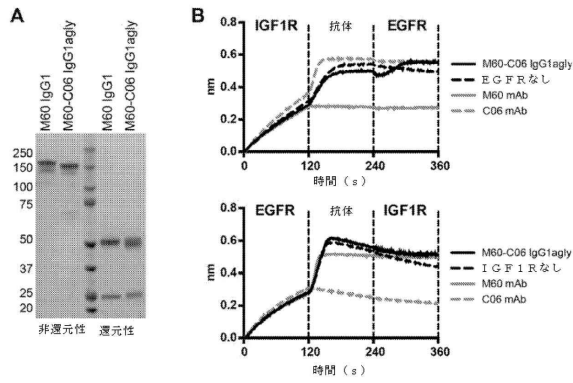 A
M60 IgG1
M60-C06 IgG1agly
M60 IgG1
M60-C06 IgG1agly
250
150
100
75
50
37
25
20
非還元性 還元性
B
IGF1R 抗体 EGFR
0.8
0.6
0.4
0.2
0.0
nm
0 120 240 360
時間(s)
M60-C06 IgG1agly
EGFRなし
M60 mAb
C06 mAb
EGFR 抗体 IGF1R
0.8
0.6
0.4
0.2
0.0
nm
0 120 240 360
時間(s)
M60-C06 IgG1agly
IGF1Rなし
M60 mAb
C06 mAb